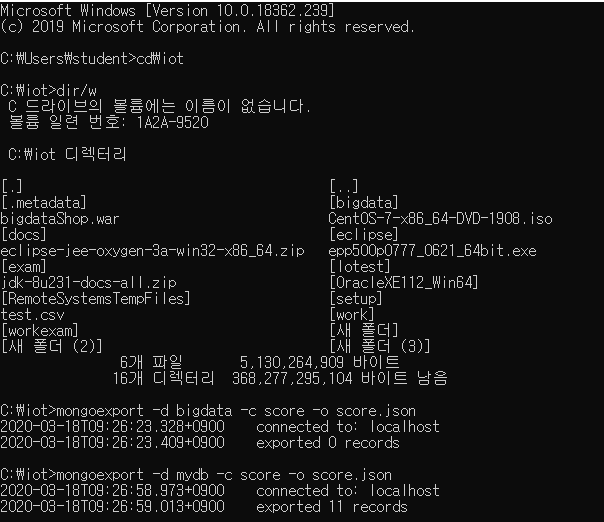 Microsoft Windows [Version 10.0.18362.239]
(c) 2019 Microsoft Corporation. All rights reserved.
C:₩Users₩student>cd₩iot
C:₩iot>dir/w
C 드라이브의 볼륨에는 이름이 없습니다.
볼륨 일련 번호: 1A2A-9520
C:₩iot 디렉터리
[.] [..]
[.metadata] [bigdata]
bigdataShop.war CentOS-7-x86_64-DVD-1908.iso
[docs] [eclipse]
eclipse-jee-oxygen-3a-win32-x86_64.zip epp500p0777_0621_64bit.exe
[exam] [lotest]
jdk-8u231-docs-all.zip [OracleXE112_Win64]
[RemoteSystemsTempFiles] [setup]
test.csv [work]
[workexam] [새 폴더]
[새 폴더 (2)] [새 폴더 (3)]
6개 파일 5,130,264,909 바이트
16개 디렉터리 368,277,295,104 바이트 남음
C:₩iot>mongoexport -d bigdata -c score -o score.json
2020-03-18T09:26:23.328+0900 connected to: localhost
2020-03-18T09:26:23.409+0900 exported 0 records
C:₩iot>mongoexport -d mydb -c score -o score.json
2020-03-18T09:26:58.973+0900 connected to: localhost
2020-03-18T09:26:59.013+0900 exported 11 records